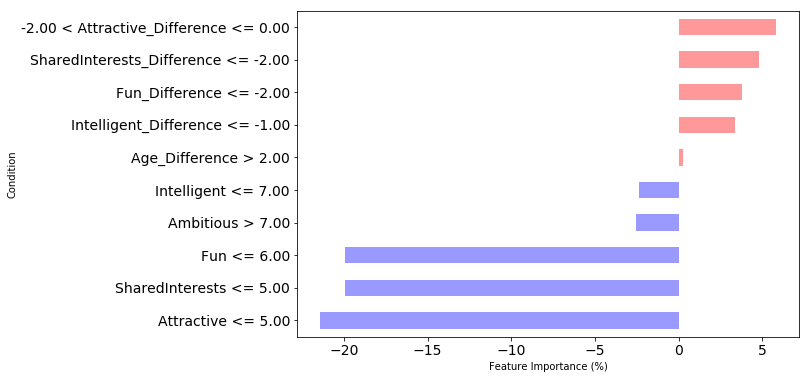 -2.00 < Attractive_Difference <= 0.00
SharedInterests_Difference <= -2.00
Fun_Difference <= -2.00
Intelligent_Difference <= -1.00
Age_Difference > 2.00
Intelligent <= 7.00
Ambitious > 7.00
Fun <= 6.00
SharedInterests <= 5.00
Attractive <= 5.00
Condition
−20 −15 −10 −5 0 5
Feature Importance (%)